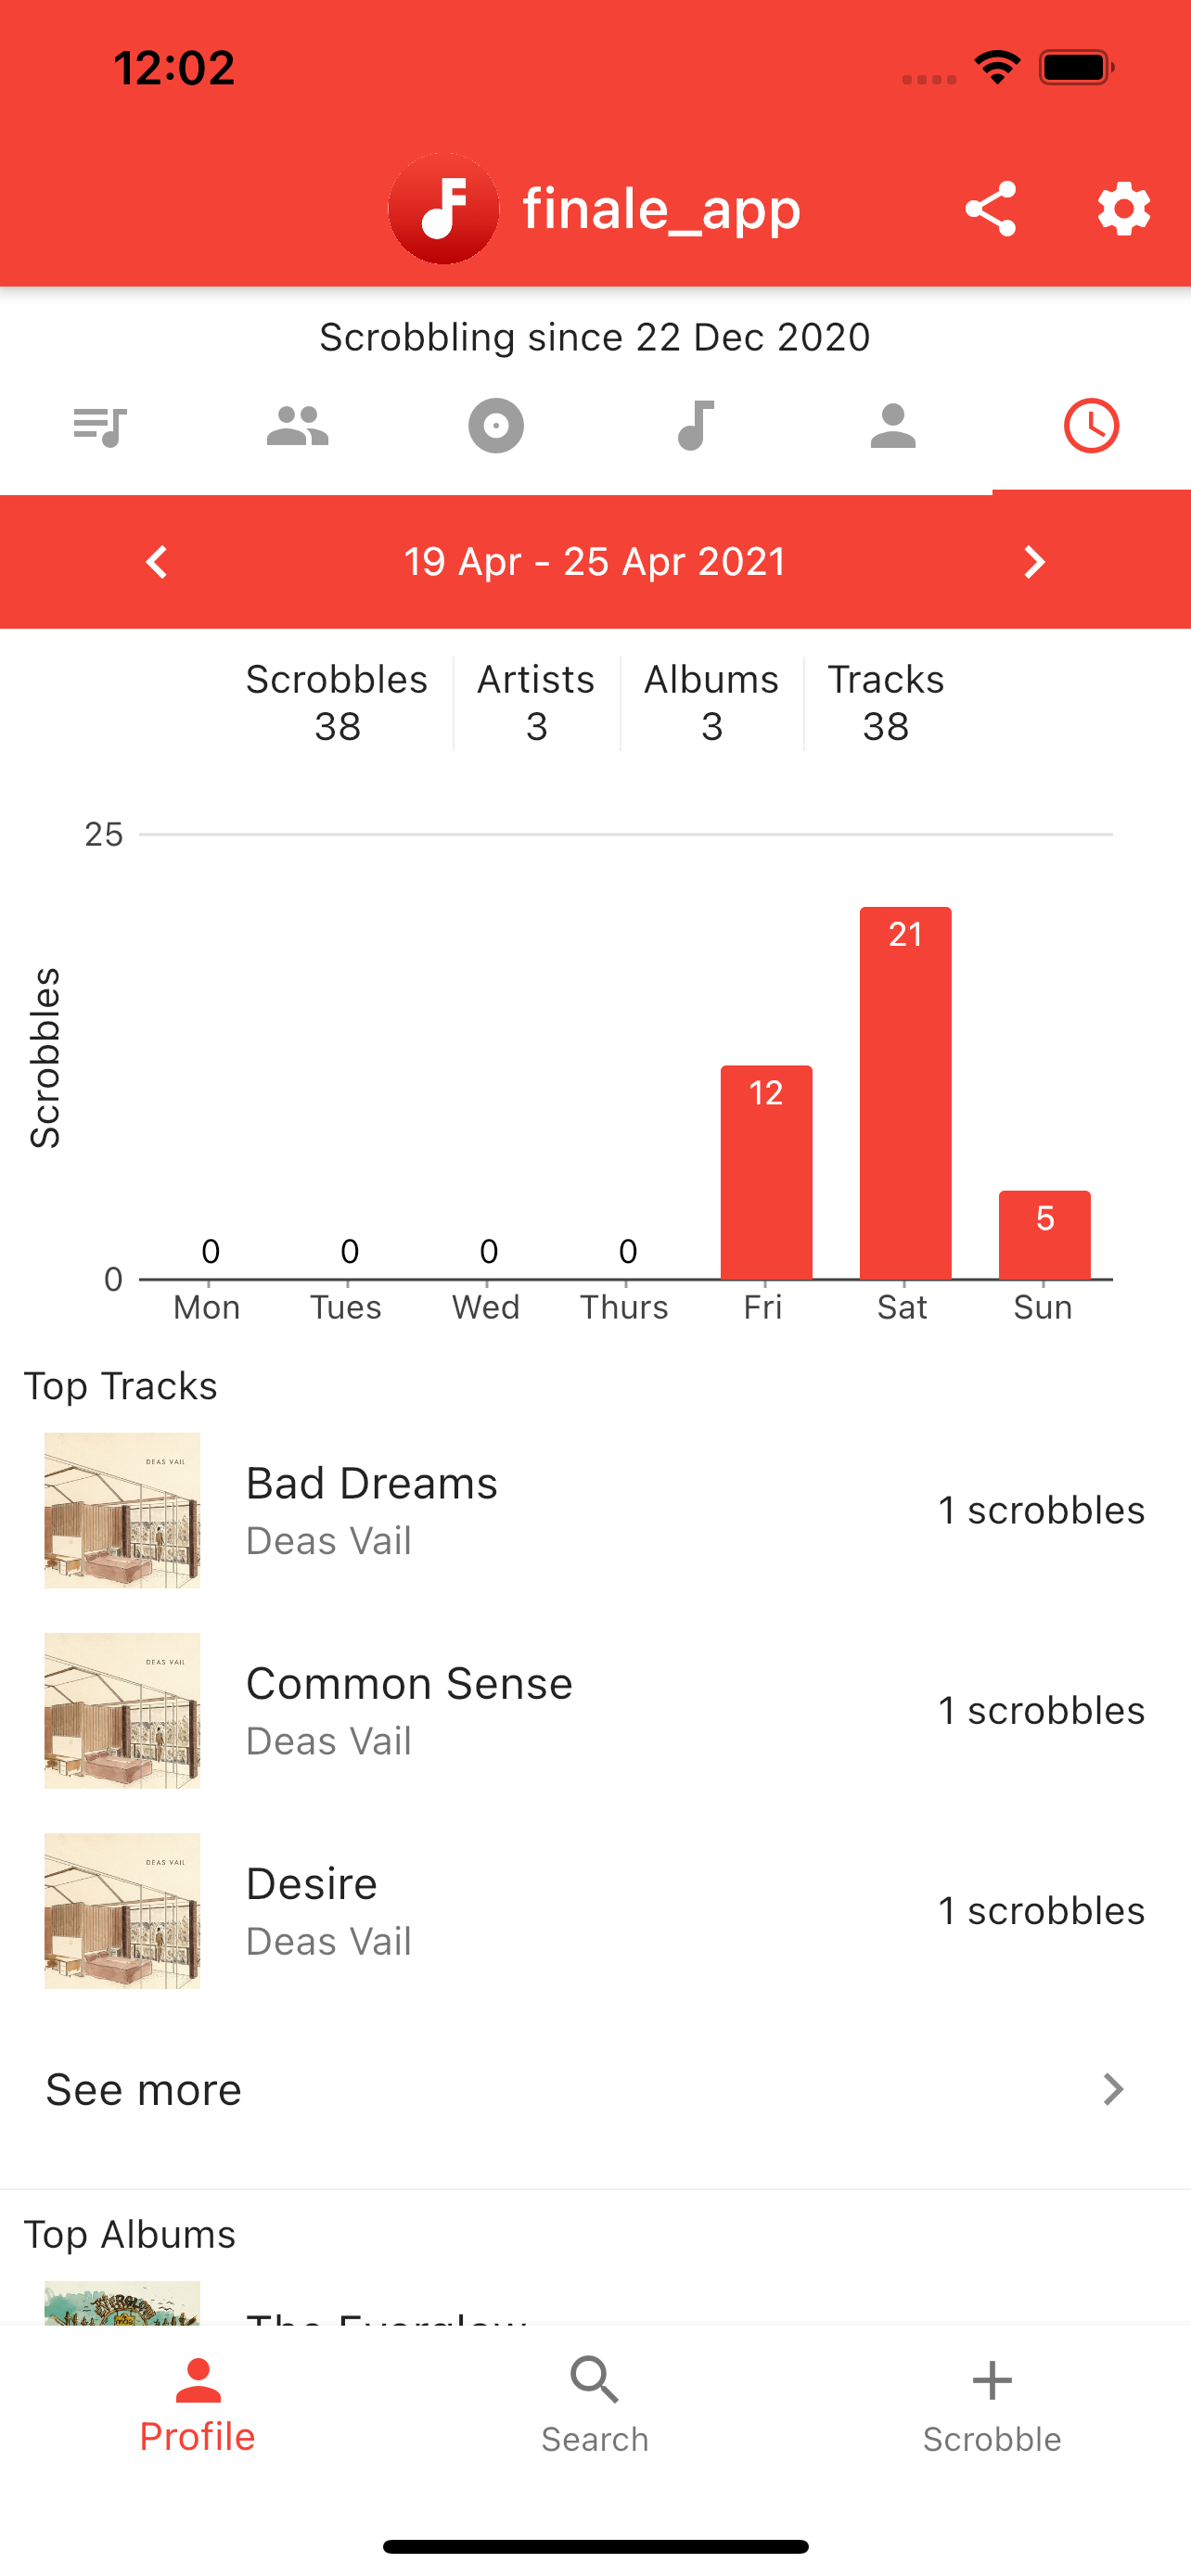 12:02
finale_app
Scrobbling since 22 Dec 2020
19 Apr - 25 Apr 2021
Scrobbles Artists Albums Tracks
38 3 3 38
25
Scrobbles
21
12
5
0 0 0 0
0
Mon Tues Wed Thurs Fri Sat Sun
Top Tracks
DEAS VAIL
Bad Dreams
Deas Vail
1 scrobbles
DEAS VAIL
Common Sense
Deas Vail
1 scrobbles
DEAS VAIL
Desire
Deas Vail
1 scrobbles
See more
Top Albums
The Everglow
Profile Search Scrobble